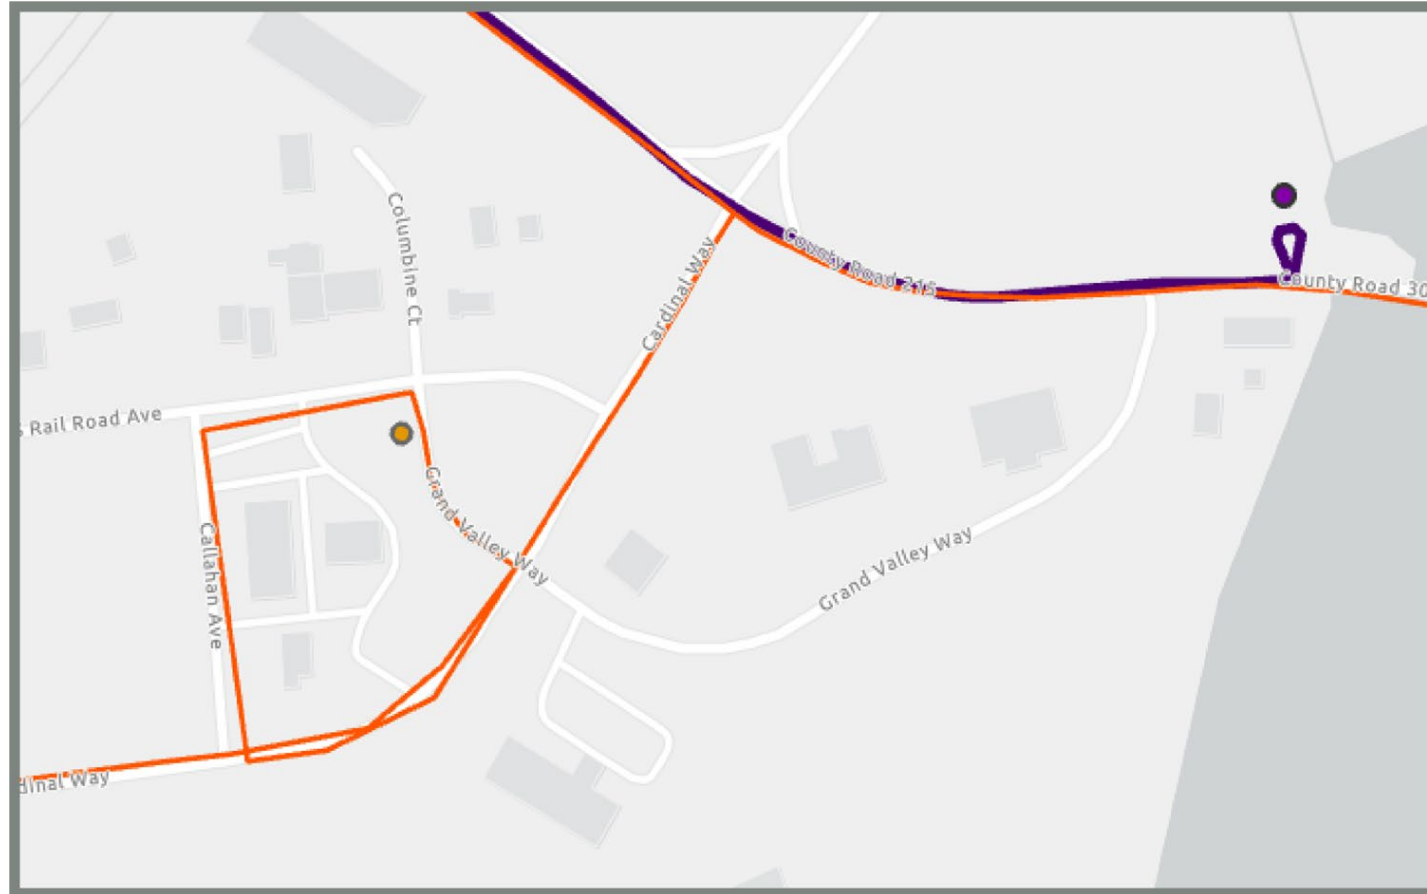 Columbine Ct
Cardinal Way
County Road 215
County Road 30
Rail Road Ave
Grand Valley Way
Callahan Ave
Grand Valley Way
dinal Way